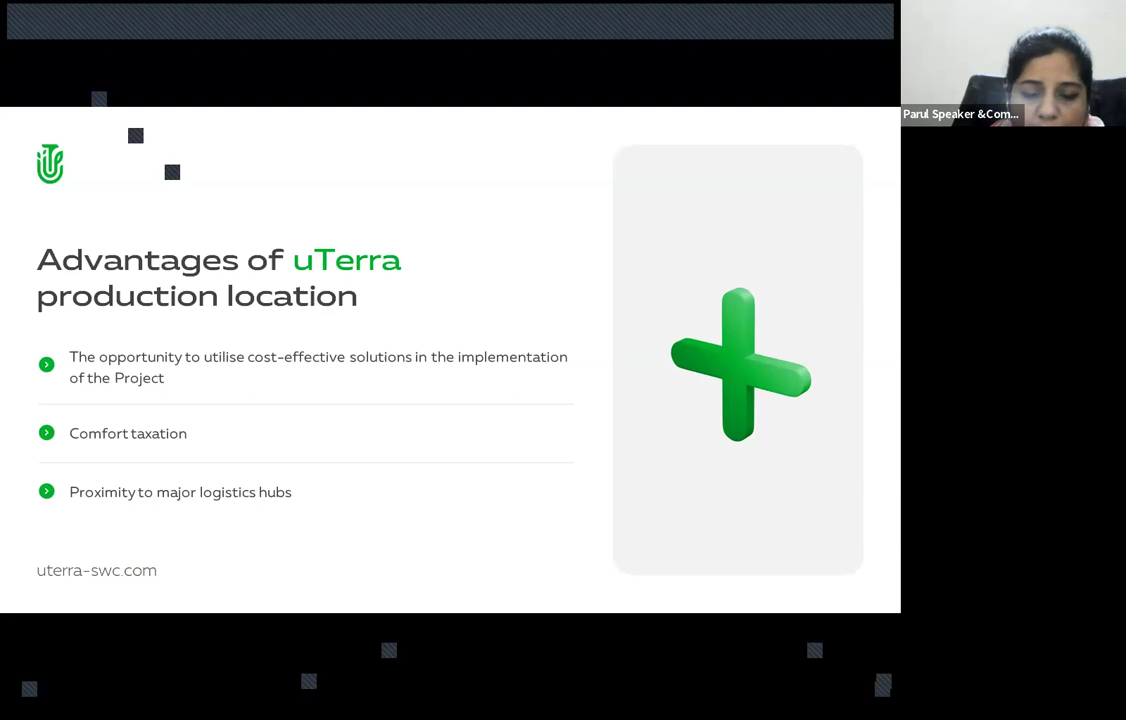 Parul Speaker &Com...
Advantages of uTerra
production location
The opportunity to utilise cost-effective solutions in the implementation
of the Project
Comfort taxation
Proximity to major logistics hubs
uterra-swc.com